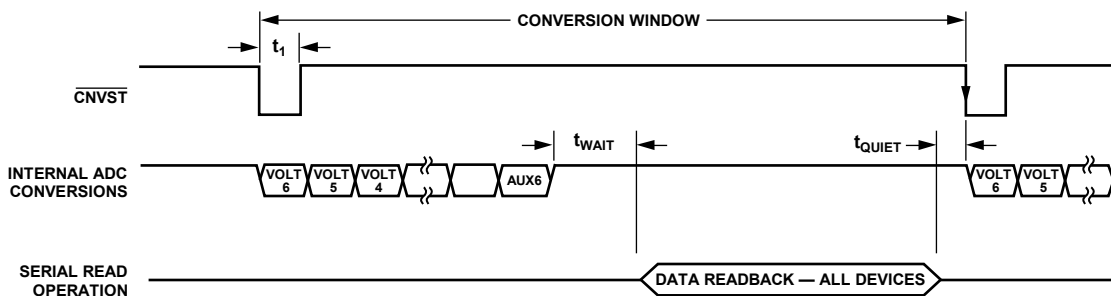 CONVERSION WINDOW
t1
CNVST
tWAIT
tQUIET
INTERNAL ADC
CONVERSIONS
VOLT
6
VOLT
5
VOLT
4
AUX6
VOLT
6
VOLT
5
SERIAL READ
OPERATION
DATA READBACK — ALL DEVICES